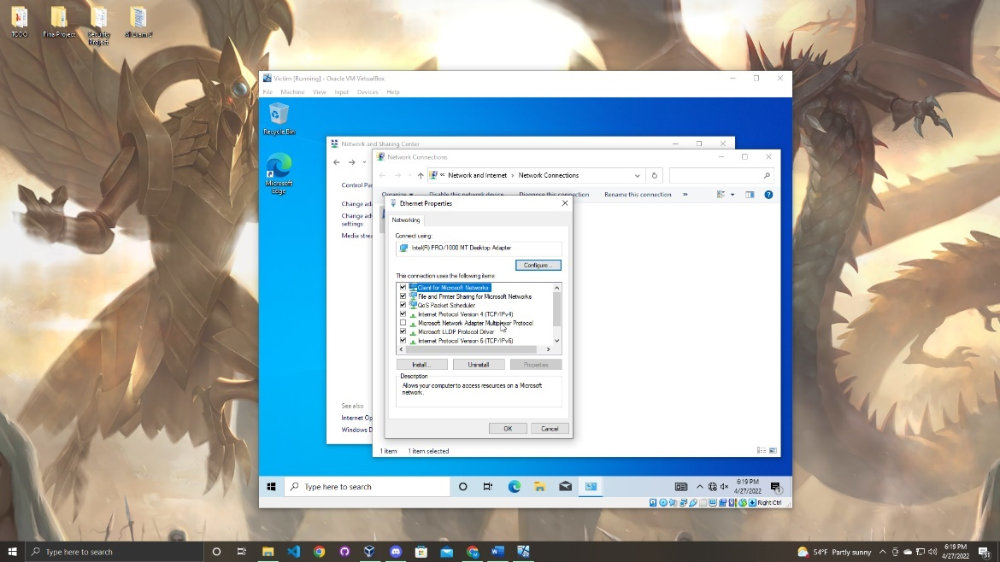 TODO
Fina Project
Security
Project
AI Exam 2
Victim [Running] - Oracle VM VirtualBox
File Machine View Input Devices Help
Recycle Bin
Microsoft
Edge
Network and Sharing Center
Control Pa
Change ad
Change ad
settings
Media strea
See also
Internet Op
Windows D
Network Connections
« Network and Internet › Network Connections
Organize Disable this network device Diagnose this connection Rename this connection »
Ethernet Properties
Networking
Connect using:
Intel(R) PRO/1000 MT Desktop Adapter
Configure...
This connection uses the following items:
Client for Microsoft Networks
File and Printer Sharing for Microsoft Networks
QoS Packet Scheduler
Internet Protocol Version 4 (TCP/IPv4)
Microsoft Network Adapter Multiplexor Protocol
Microsoft LLDP Protocol Driver
Internet Protocol Version 6 (TCP/IPv6)
Install... Uninstall Properties
Description
Allows your computer to access resources on a Microsoft
network.
OK Cancel
1 item 1 item selected
Type here to search
6:19 PM
4/27/2022
1
Right Ctrl
Type here to search
54°F Partly sunny
6:19 PM
4/27/2022